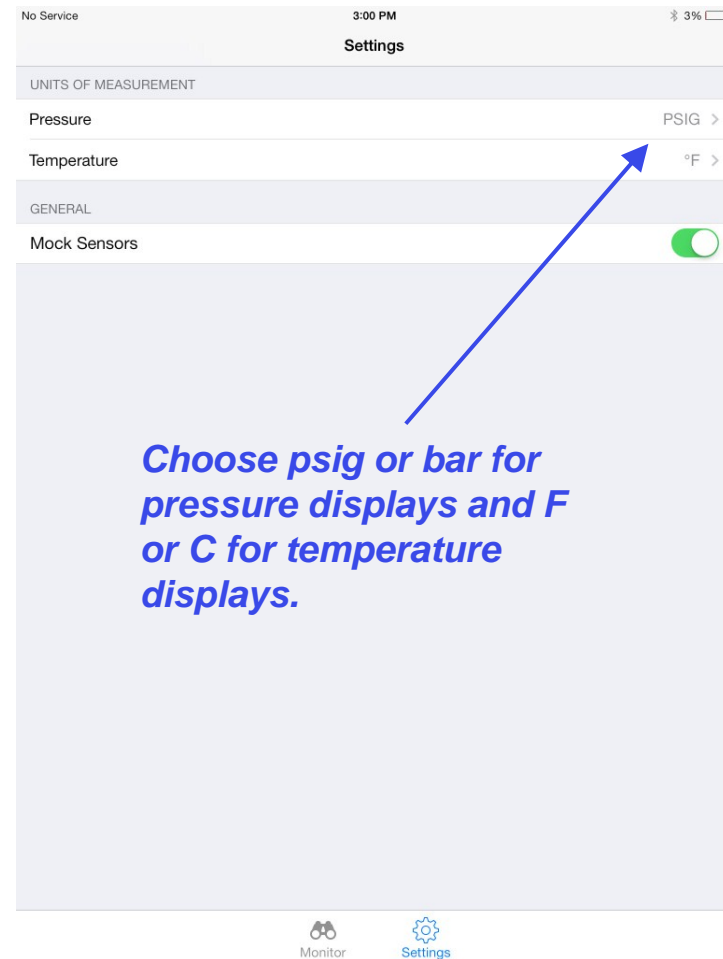 No Service 3:00 PM 3%
Settings
UNITS OF MEASUREMENT
Pressure PSIG >
Temperature °F >
GENERAL
Mock Sensors
Choose psig or bar for
pressure displays and F
or C for temperature
displays.
Monitor Settings